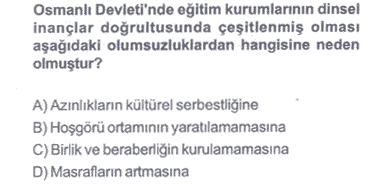 Osmanlı Devleti'nde eğitim kurumlarının dinsel
inançlar doğrultusunda çeşitlenmiş olması
aşağıdaki olumsuzluklardan hangisine neden
olmuştur?
A) Azınlıkların kültürel serbestliğine
B) Hoşgörü ortamının yaratılamamasına
C) Birlik ve beraberliğin kurulamamasına
D) Masrafların artmasına